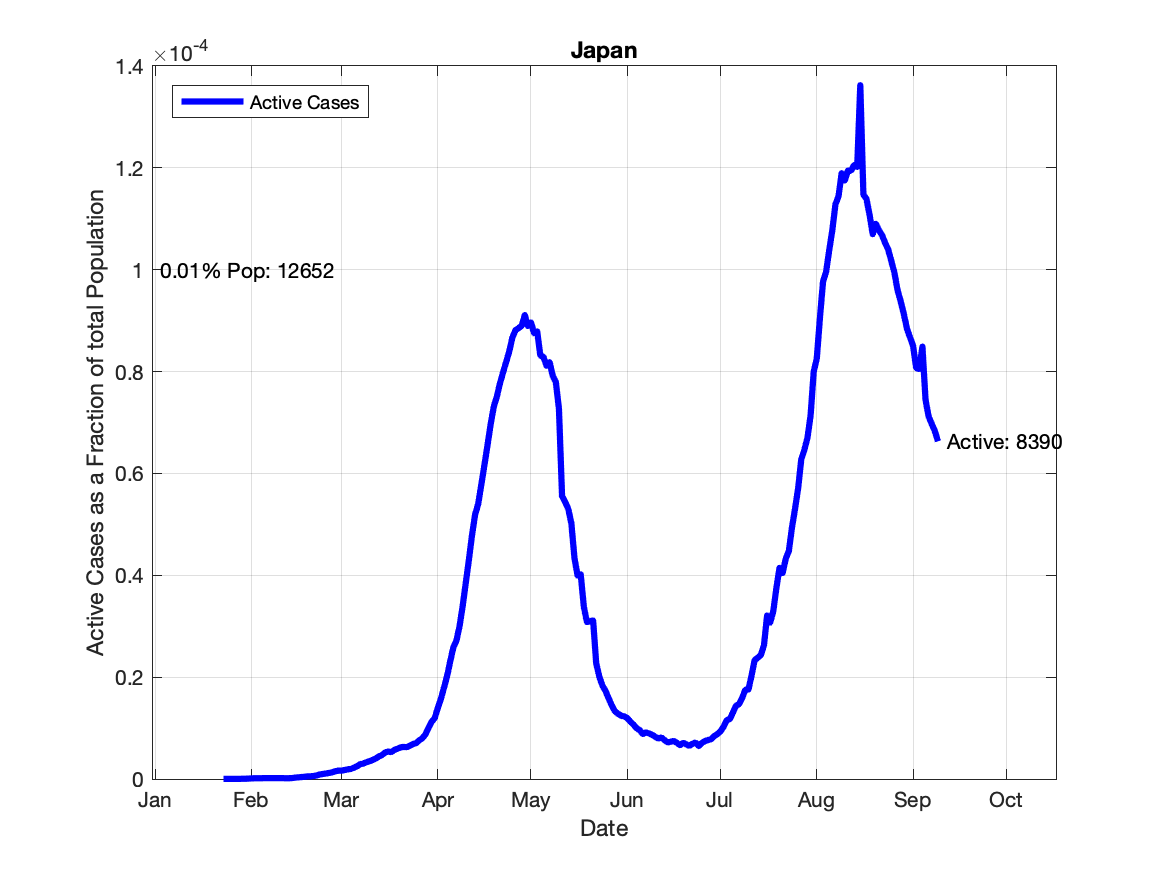 Japan
×10-4
1.4
1.2
1
0.8
0.6
0.4
0.2
0
Active Cases
0.01% Pop: 12652
Active: 8390
Active Cases as a Fraction of total Population
Jan Feb Mar Apr May Jun Jul Aug Sep Oct
Date